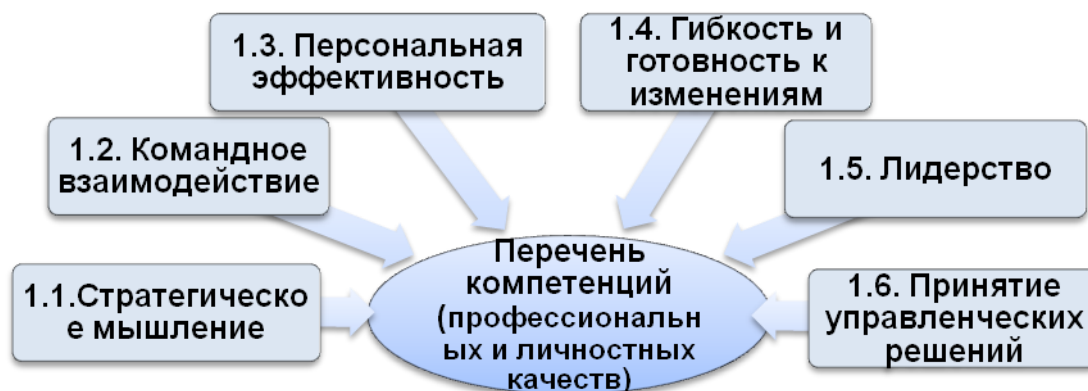 1.3. Персональная
эффективность
1.4. Гибкость и
готовность к
изменениям
1.2. Командное
взаимодействие
1.5. Лидерство
1.1.Стратегическо
е мышление
Перечень
компетенций
(профессиональн
ых и личностных
качеств)
1.6. Принятие
управленческих
решений